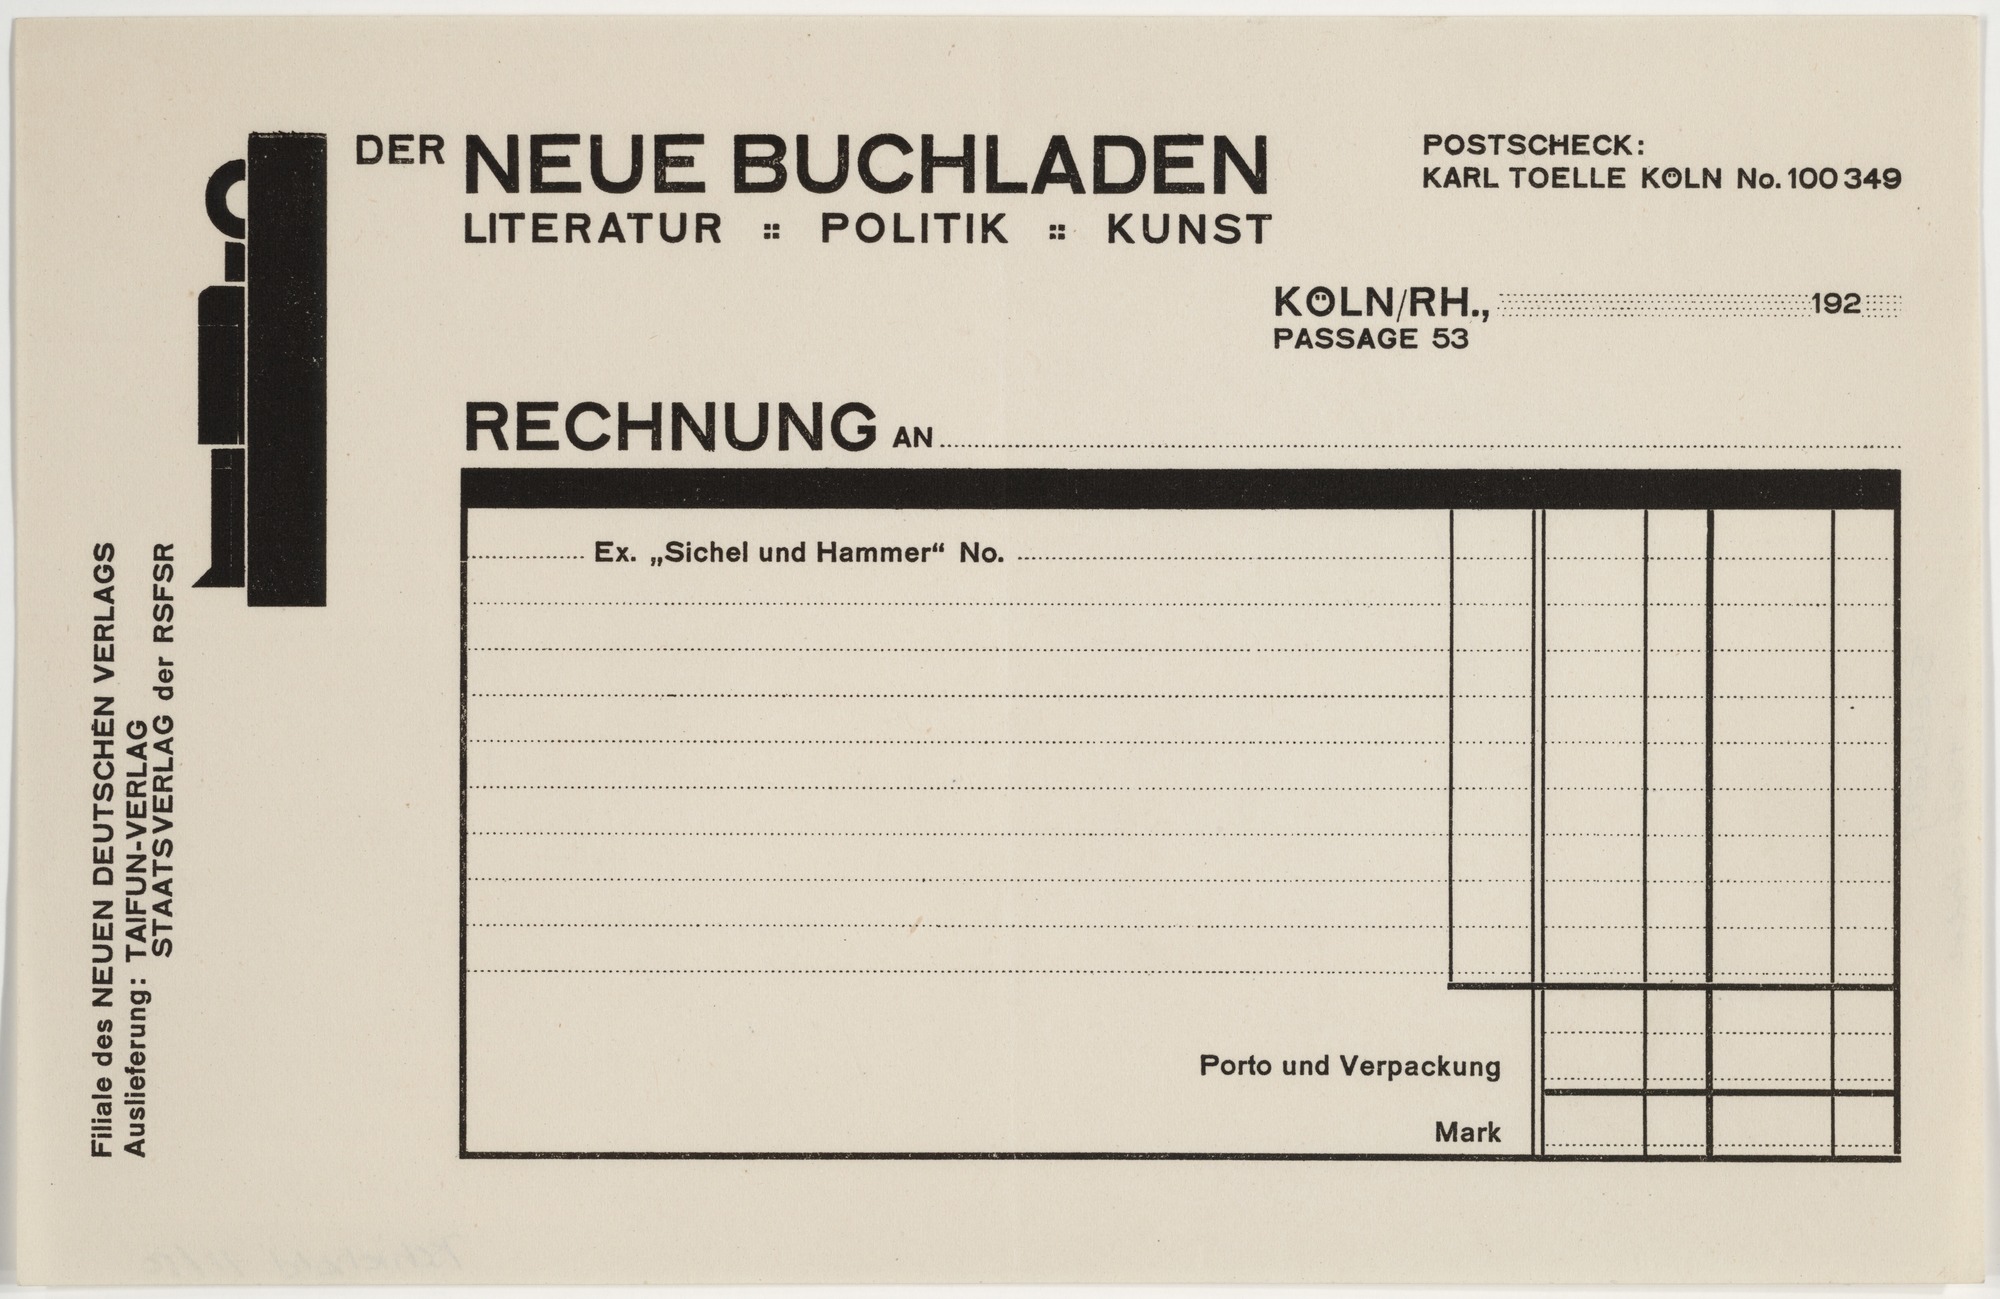 DER NEUE BUCHLADEN
LITERATUR :: POLITIK :: KUNST
POSTSCHECK:
KARL TOELLE KÖLN No. 100 349
KÖLN/RH., 192
PASSAGE 53
RECHNUNG AN
Ex. „Sichel und Hammer“ No.
Porto und Verpackung
Mark
Filiale des NEUEN DEUTSCHEN VERLAGS
Auslieferung: TAIFUN-VERLAG
STAATSVERLAG der RSFSR